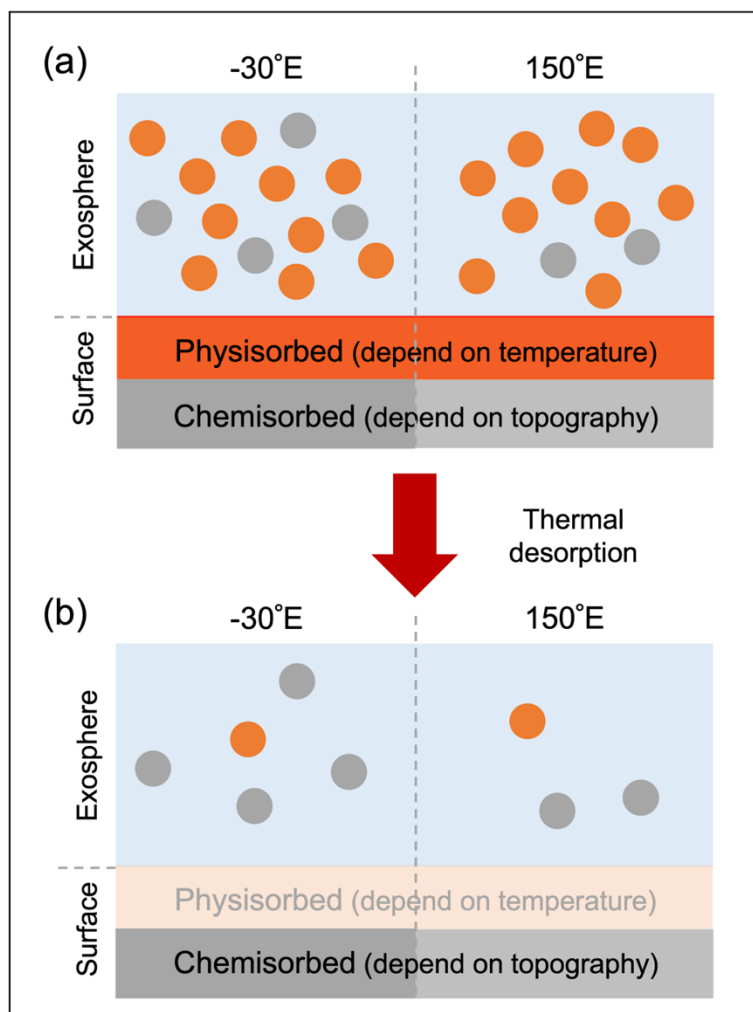 (a)
-30°E
150°E
Exosphere
Surface
Physisorbed (depend on temperature)
Chemisorbed (depend on topography)
Thermal
desorption
(b)
-30°E
150°E
Exosphere
Surface
Physisorbed (depend on temperature)
Chemisorbed (depend on topography)